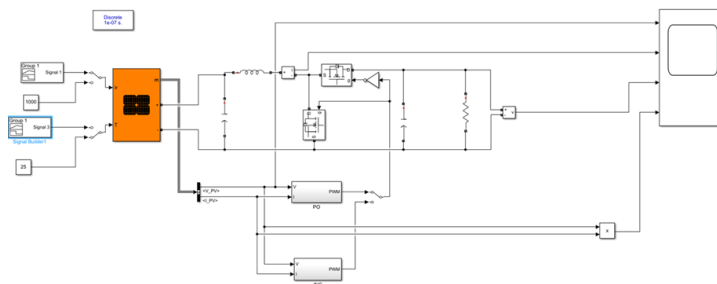 Discrete
1e-07 s.
Group 1
Signal 1
1000
Group 1
Signal 3
Signal Builder1
25
T
m
+
-
<V_PV>
<I_PV>
V
I
PWM
PO
V
I
PWM
+
-
i
+
-
v
x